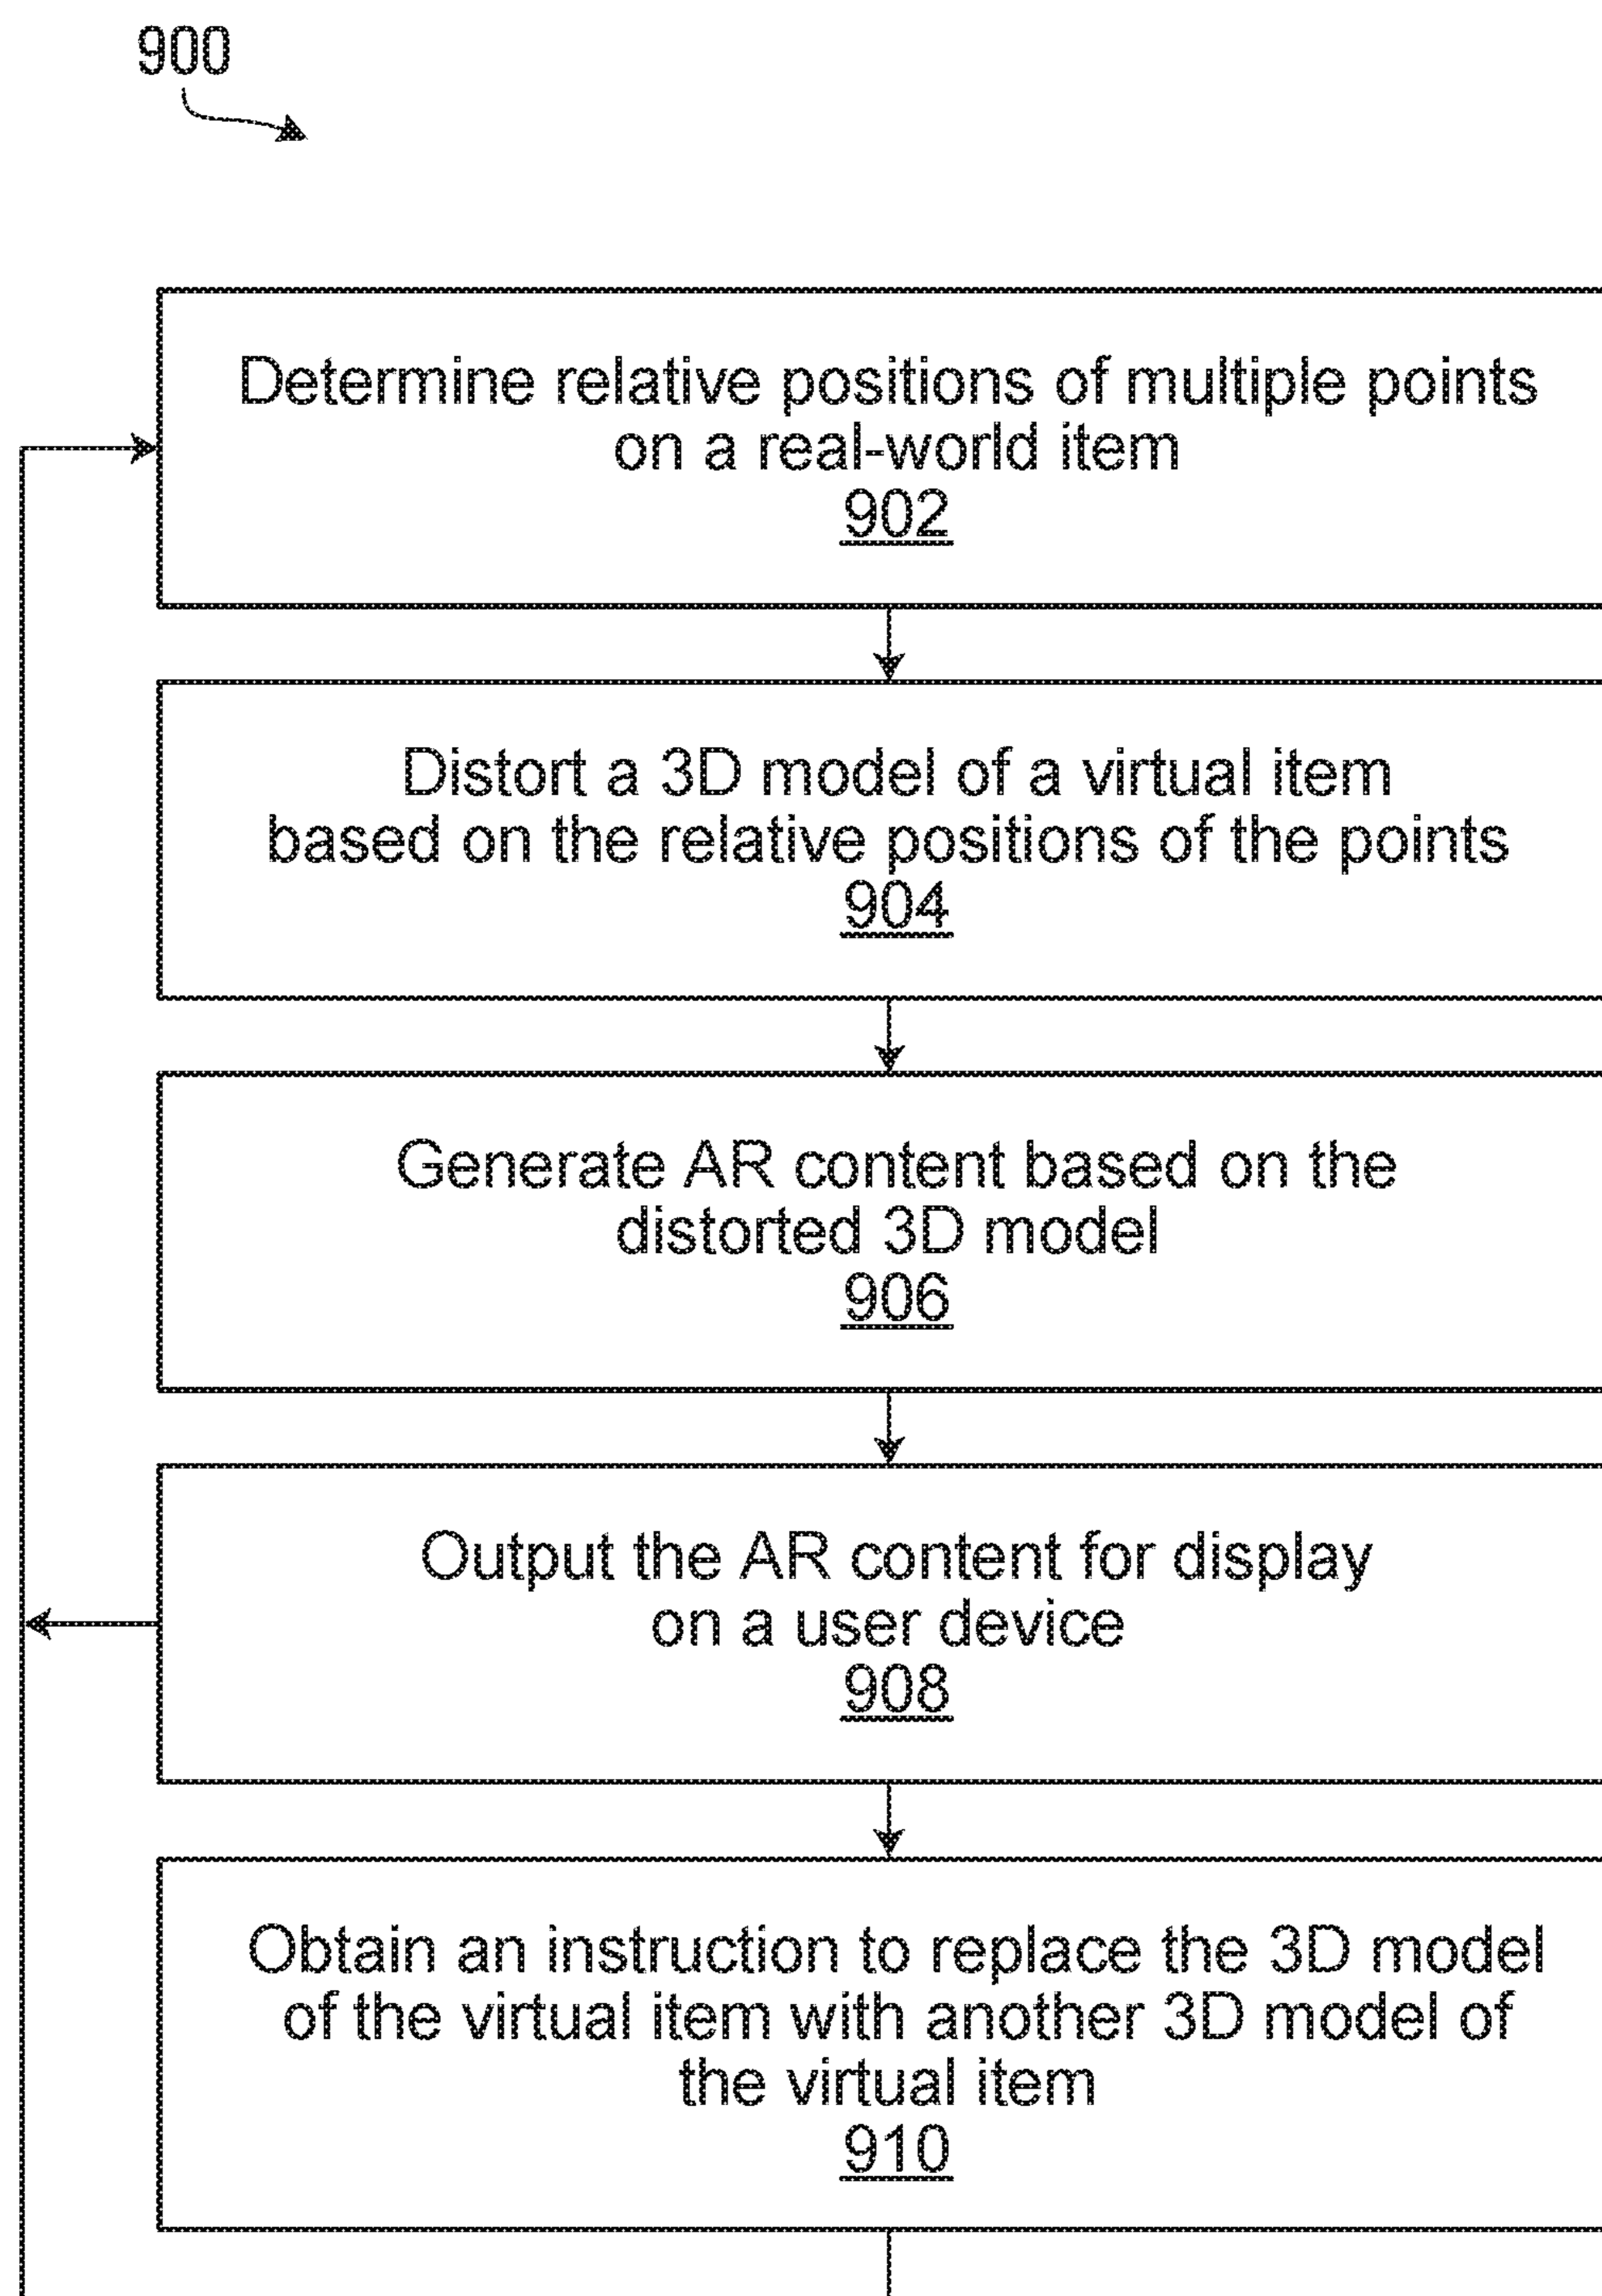 900
Determine relative positions of multiple points
on a real-world item
902
Distort a 3D model of a virtual item
based on the relative positions of the points
904
Generate AR content based on the
distorted 3D model
906
Output the AR content for display
on a user device
908
Obtain an instruction to replace the 3D model
of the virtual item with another 3D model of
the virtual item
910